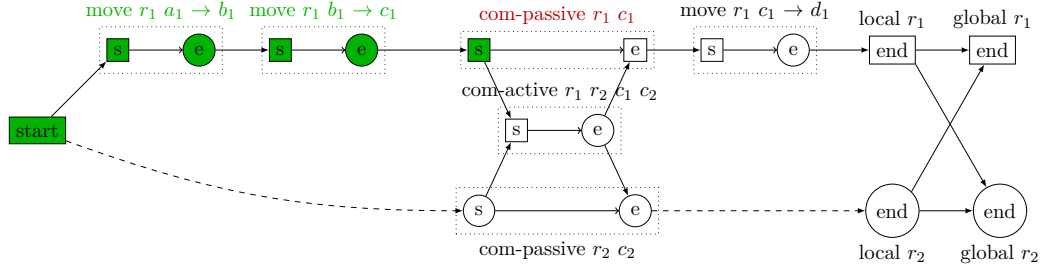 move r₁ a₁ → b₁
move r₁ b₁ → c₁
com-passive r₁ c₁
move r₁ c₁ → d₁
local r₁
global r₁
s
e
s
e
s
e
s
e
end
end
com-active r₁ r₂ c₁ c₂
start
s
e
s
e
end
end
com-passive r₂ c₂
local r₂
global r₂